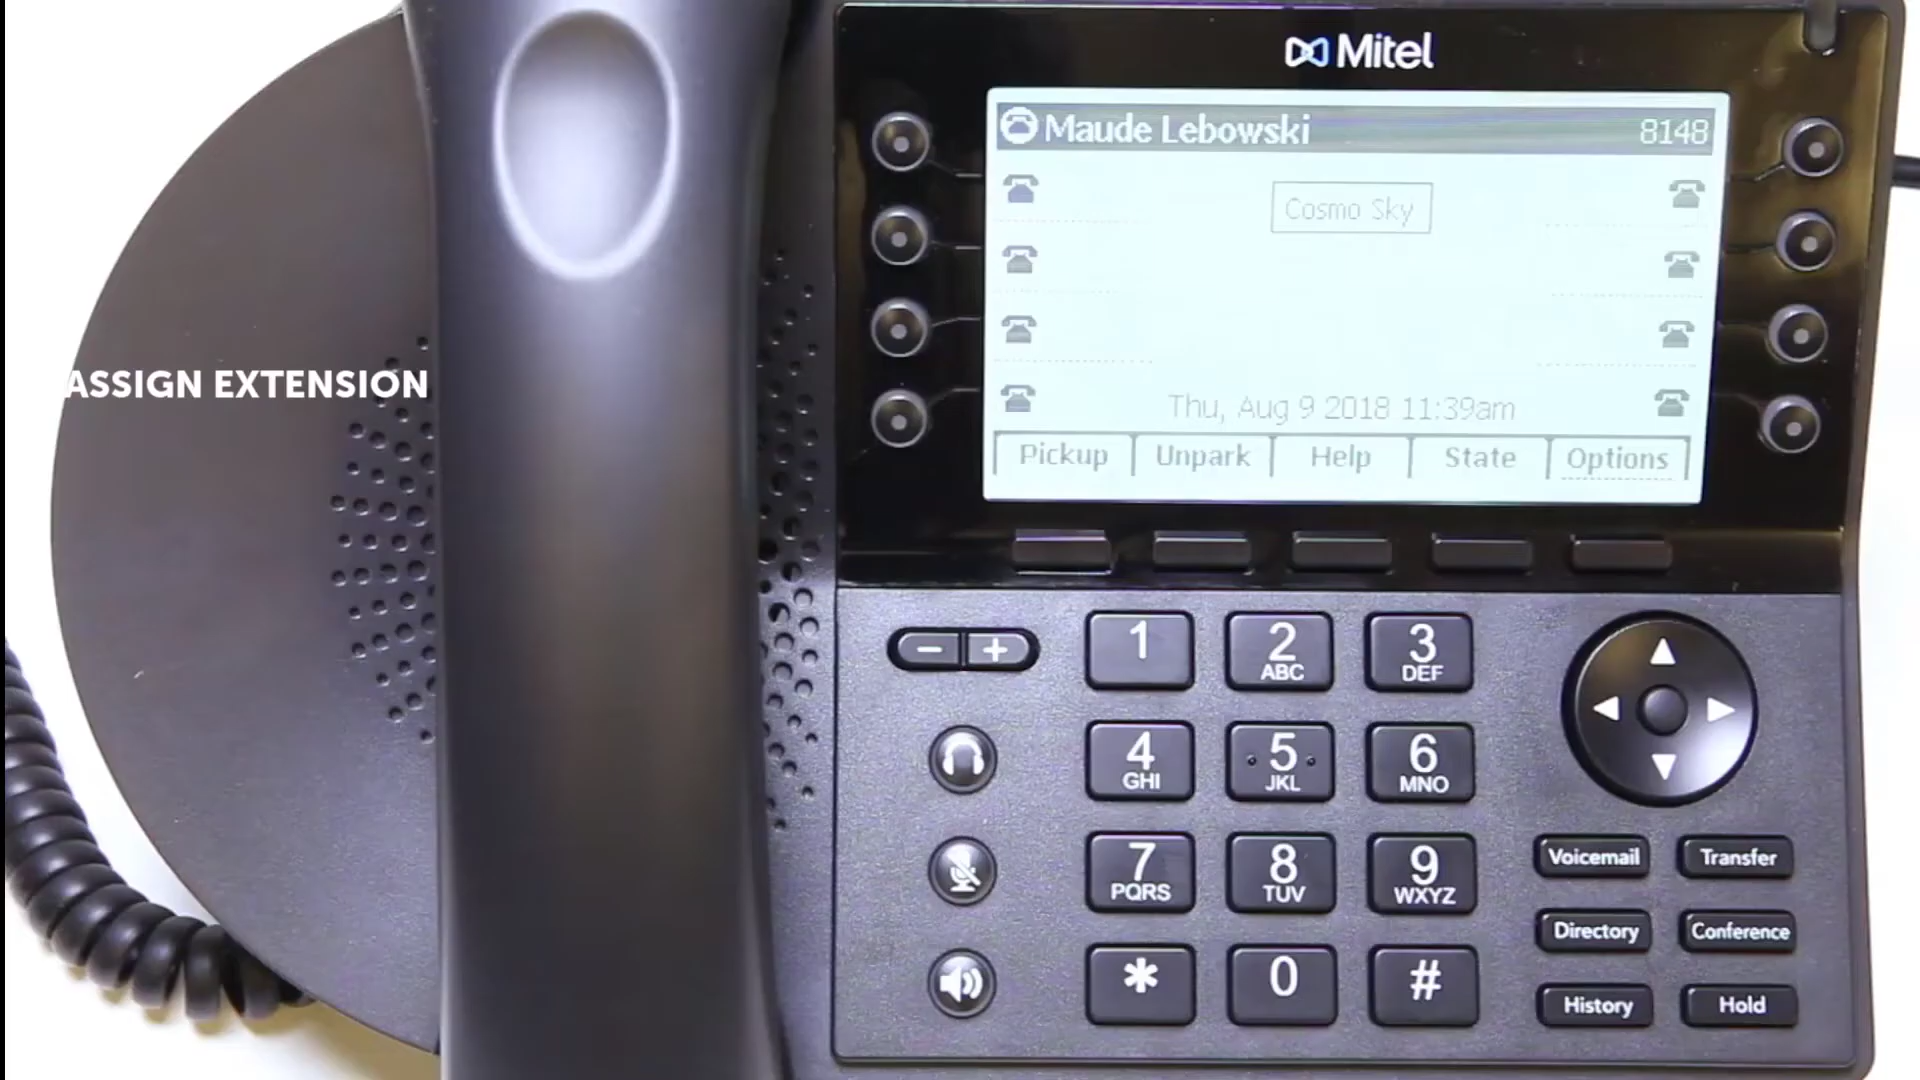 Mitel
Maude Lebowski 8148
Cosmo Sky
ASSIGN EXTENSION
Thu, Aug 9 2018 11:39am
Pickup Unpark Help State Options
1 2 ABC 3 DEF
4 GHI 5 JKL 6 MNO
7 PQRS 8 TUV 9 WXYZ
* 0 #
Voicemail Transfer
Directory Conference
History Hold